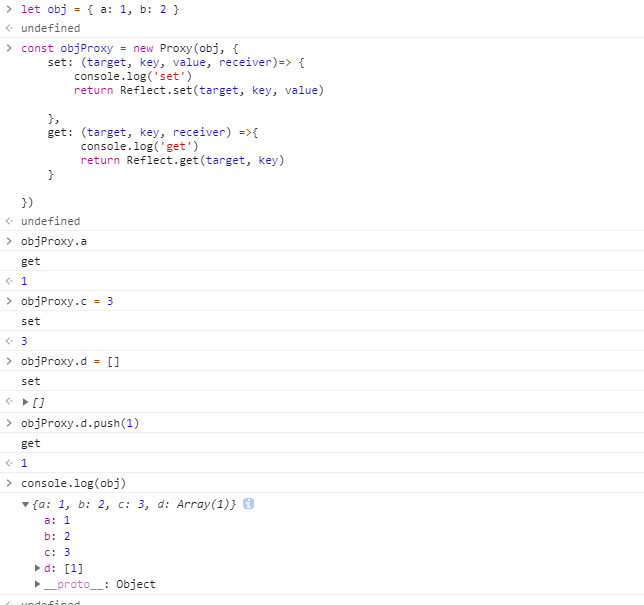 > let obj = { a: 1, b: 2 }
undefined
> const objProxy = new Proxy(obj, {
set: (target, key, value, receiver)=> {
console.log('set')
return Reflect.set(target, key, value)
},
get: (target, key, receiver) =>{
console.log('get')
return Reflect.get(target, key)
}
})
undefined
> objProxy.a
get
1
> objProxy.c = 3
set
3
> objProxy.d = []
set
[]
> objProxy.d.push(1)
get
1
> console.log(obj)
{a: 1, b: 2, c: 3, d: Array(1)} i
a: 1
b: 2
c: 3
d: [1]
__proto__: Object
undefined